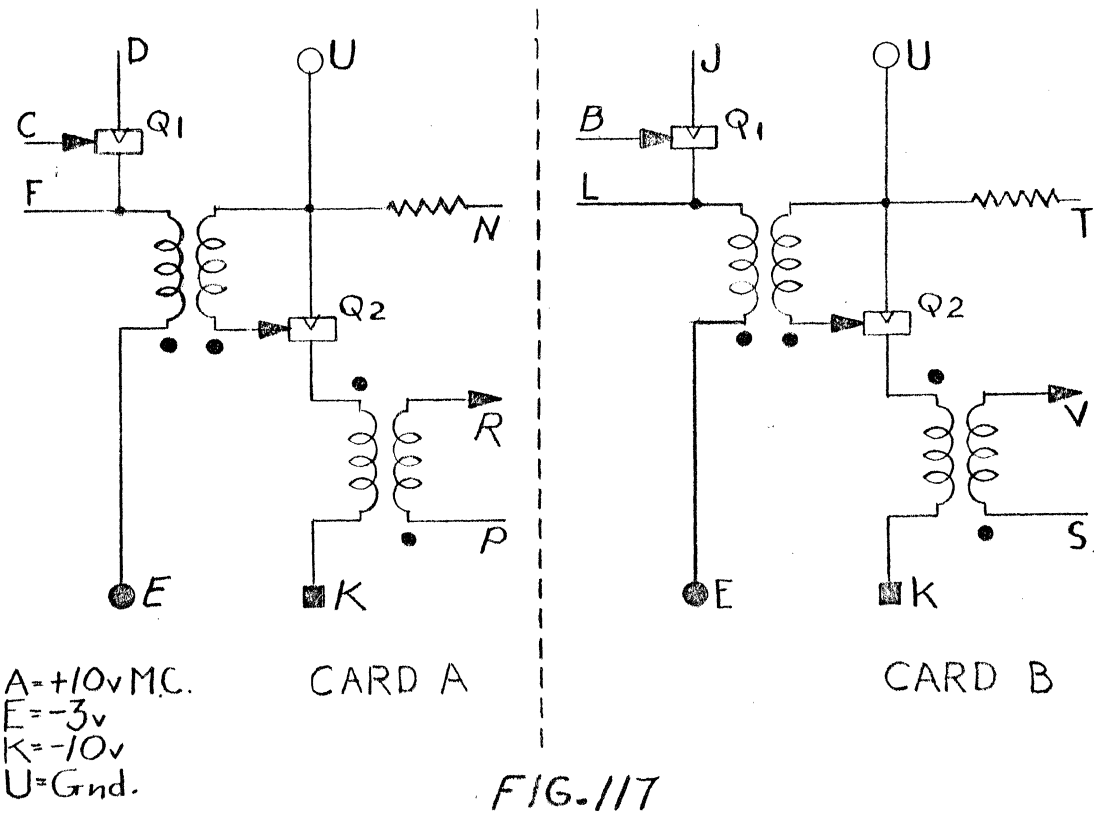 D
U
C
Q1
F
N
Q2
R
P
E
K
J
U
B
Q1
L
T
Q2
V
S
E
K
A=+10v M.C.
E=-3v
K=-10v
U=Gnd.
CARD A
CARD B
FIG.117